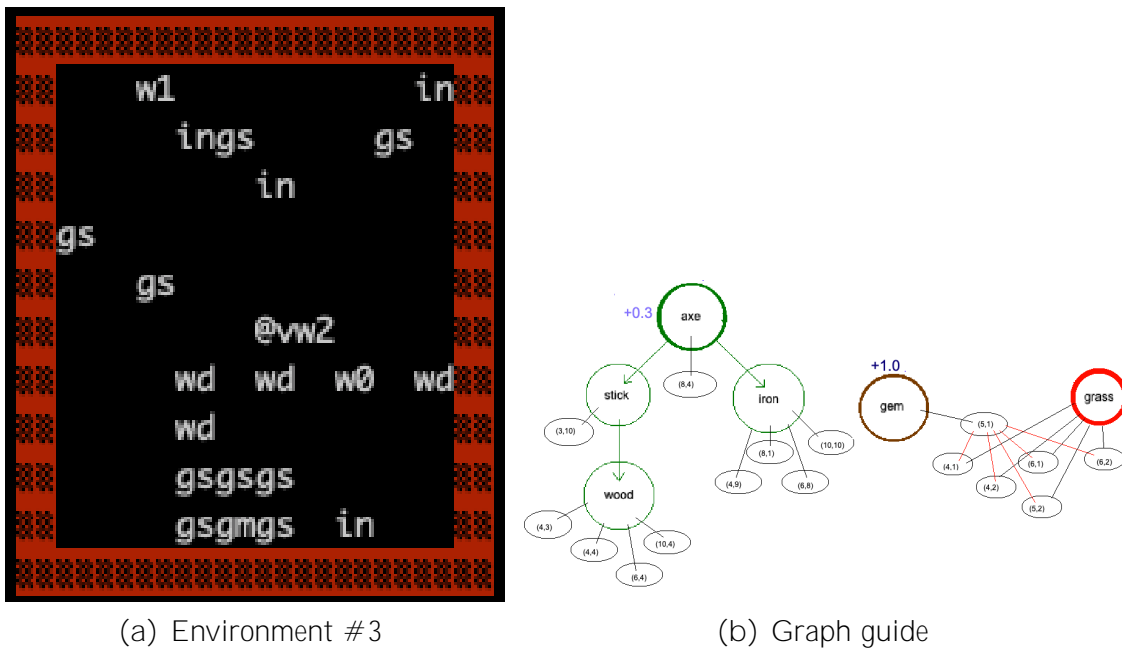 w1 in
ings gs
in
gs
gs
@vw2
wd wd w0 wd
wd
gsgsgs
gsgmgs in
(a) Environment #3
+0.3
axe
(8,4)
stick
iron
(3,10)
(4,9)
(8,1)
(6,8)
(10,10)
wood
(4,3)
(4,4)
(6,4)
(10,4)
+1.0
gem
(5,1)
grass
(4,1)
(4,2)
(6,1)
(5,2)
(6,2)
(b) Graph guide